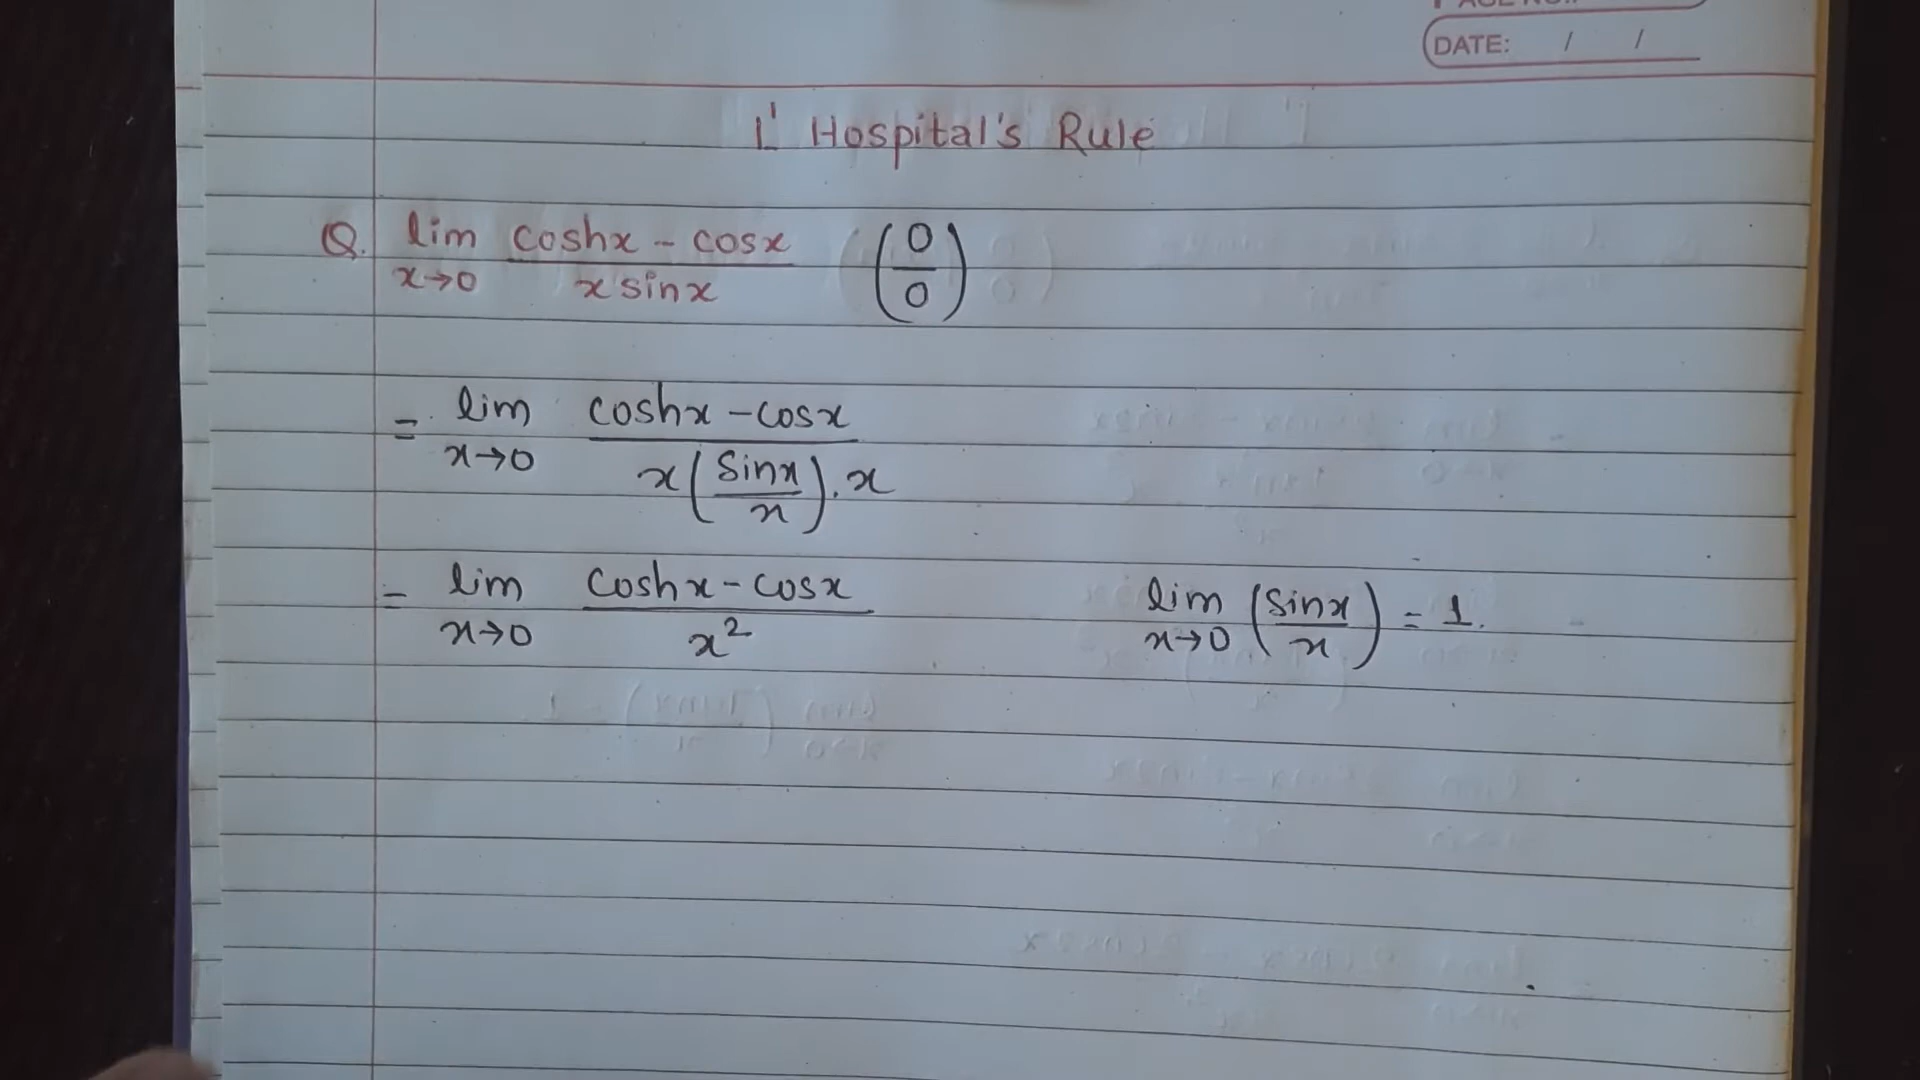 DATE: / /
L' Hospital's Rule
Q. lim x→0 coshx - cosx / x sinx (0/0)
= lim x→0 coshx - cosx / x (sinx/x) . x
= lim x→0 coshx - cosx / x² lim x→0 (sinx/x) = 1.